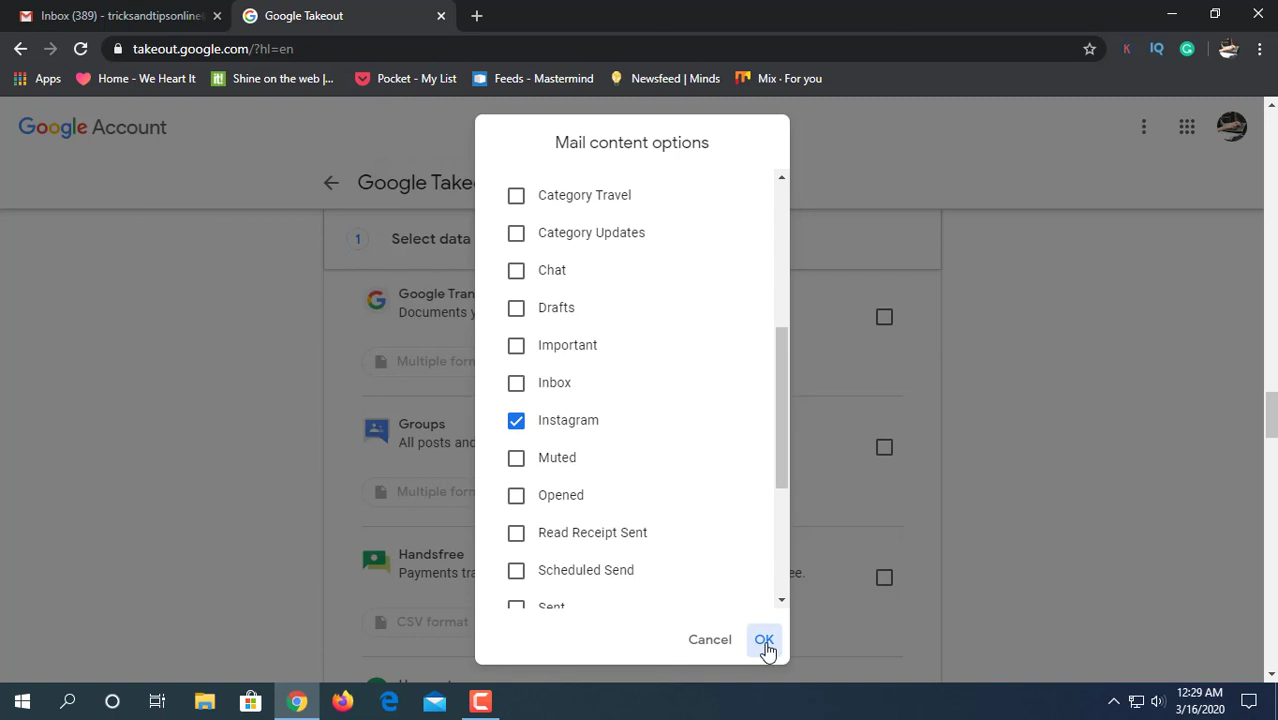 Inbox (389) - tricksandtipsonline
Google Takeout
takeout.google.com/?hl=en
Apps
Home - We Heart It
Shine on the web |...
Pocket - My List
Feeds - Mastermind
Newsfeed | Minds
Mix · For you
Google Account
Google Take
1 Select data
Google Tran
Documents y
Multiple form
Groups
All posts and
Multiple form
Handsfree
Payments tra
ee.
CSV format
Mail content options
Category Travel
Category Updates
Chat
Drafts
Important
Inbox
Instagram
Muted
Opened
Read Receipt Sent
Scheduled Send
Sent
Cancel
OK
12:29 AM
3/16/2020